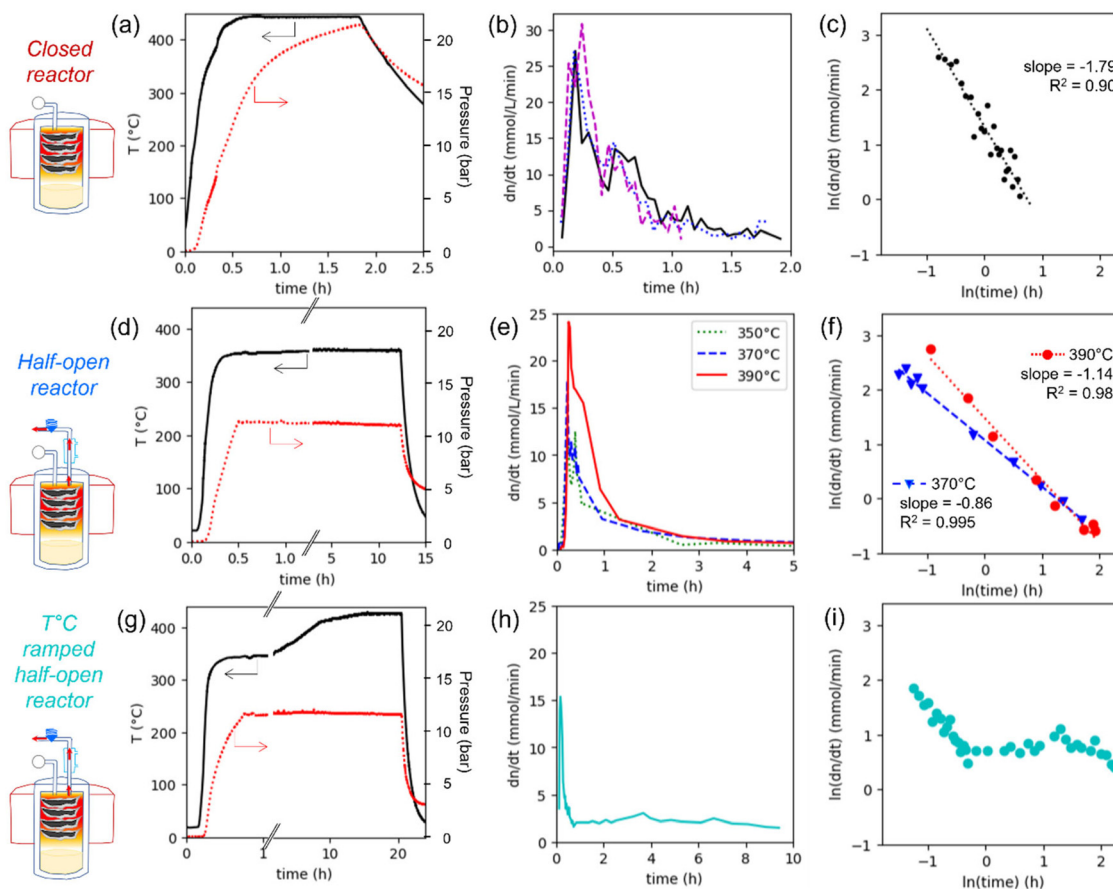 Closed
reactor
(a)
400
300
200
100
0
T (°C)
20
15
10
5
0
Pressure (bar)
0.0 0.5 1.0 1.5 2.0 2.5
time (h)
(b)
30
25
20
15
10
5
0
dn/dt (mmol/L/min)
0.0 0.5 1.0 1.5 2.0
time (h)
(c)
slope = -1.79
R² = 0.90
3
2
1
0
−1
ln(dn/dt) (mmol/min)
−1 0 1 2
ln(time) (h)
Half-open
reactor
(d)
400
300
200
100
0
T (°C)
20
15
10
5
0
Pressure (bar)
0.0 0.5 1.0 5 10 15
time (h)
(e)
350°C
370°C
390°C
25
20
15
10
5
0
dn/dt (mmol/L/min)
0 1 2 3 4 5
time (h)
(f)
390°C
slope = -1.14
R² = 0.98
370°C
slope = -0.86
R² = 0.995
3
2
1
0
−1
ln(dn/dt) (mmol/min)
−1 0 1 2
ln(time) (h)
T°C
ramped
half-open
reactor
(g)
400
300
200
100
0
T (°C)
20
15
10
5
0
Pressure (bar)
0 1 10 20
time (h)
(h)
25
20
15
10
5
0
dn/dt (mmol/min)
0 2 4 6 8 10
time (h)
(i)
3
2
1
0
−1
ln(dn/dt) (mmol/min)
−1 0 1 2
ln(time) (h)